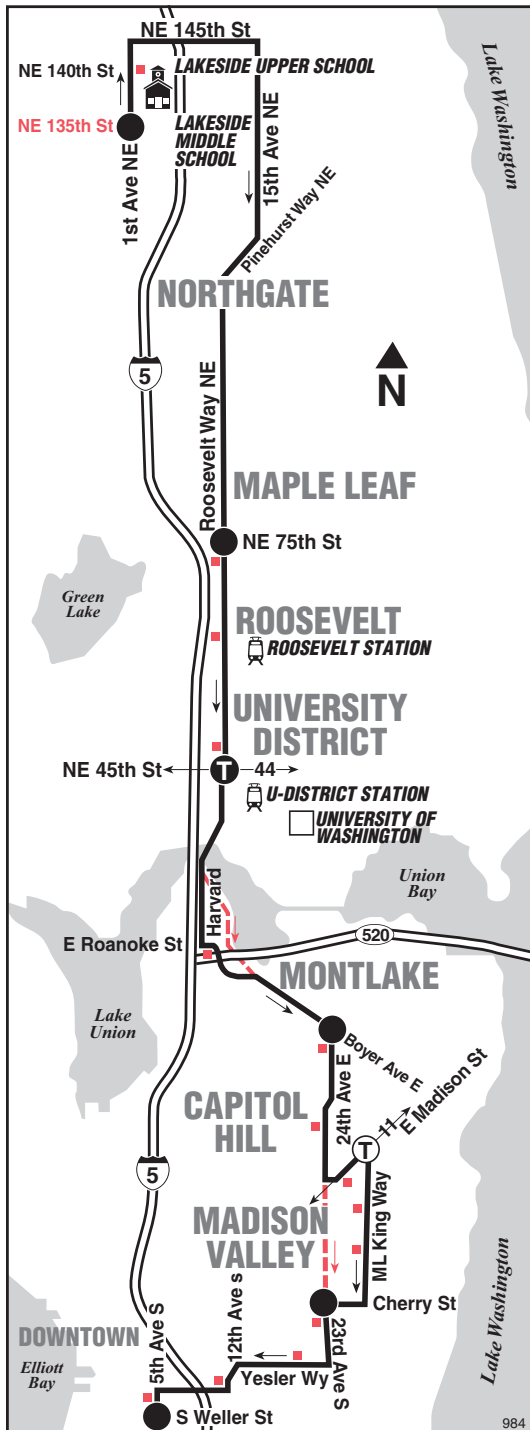 NE 145th St
NE 140th St
LAKESIDE UPPER SCHOOL
NE 135th St
LAKESIDE
MIDDLE
SCHOOL
1st Ave NE
15th Ave NE
Pinehurst Way NE
Lake Washington
NORTHGATE
5
N
Roosevelt Way NE
MAPLE LEAF
NE 75th St
Green
Lake
ROOSEVELT
ROOSEVELT STATION
UNIVERSITY
DISTRICT
NE 45th St
T
44
U-DISTRICT STATION
UNIVERSITY OF
WASHINGTON
Union
Bay
Harvard
E Roanoke St
520
MONTLAKE
Lake
Union
Boyer Ave E
24th Ave E
11
E Madison St
CAPITOL
HILL
T
5
MADISON
VALLEY
ML King Way
Cherry St
23rd Ave S
12th Ave s
5th Ave S
DOWNTOWN
Elliott
Bay
Yesler Wy
S Weller St
Lake Washington
984